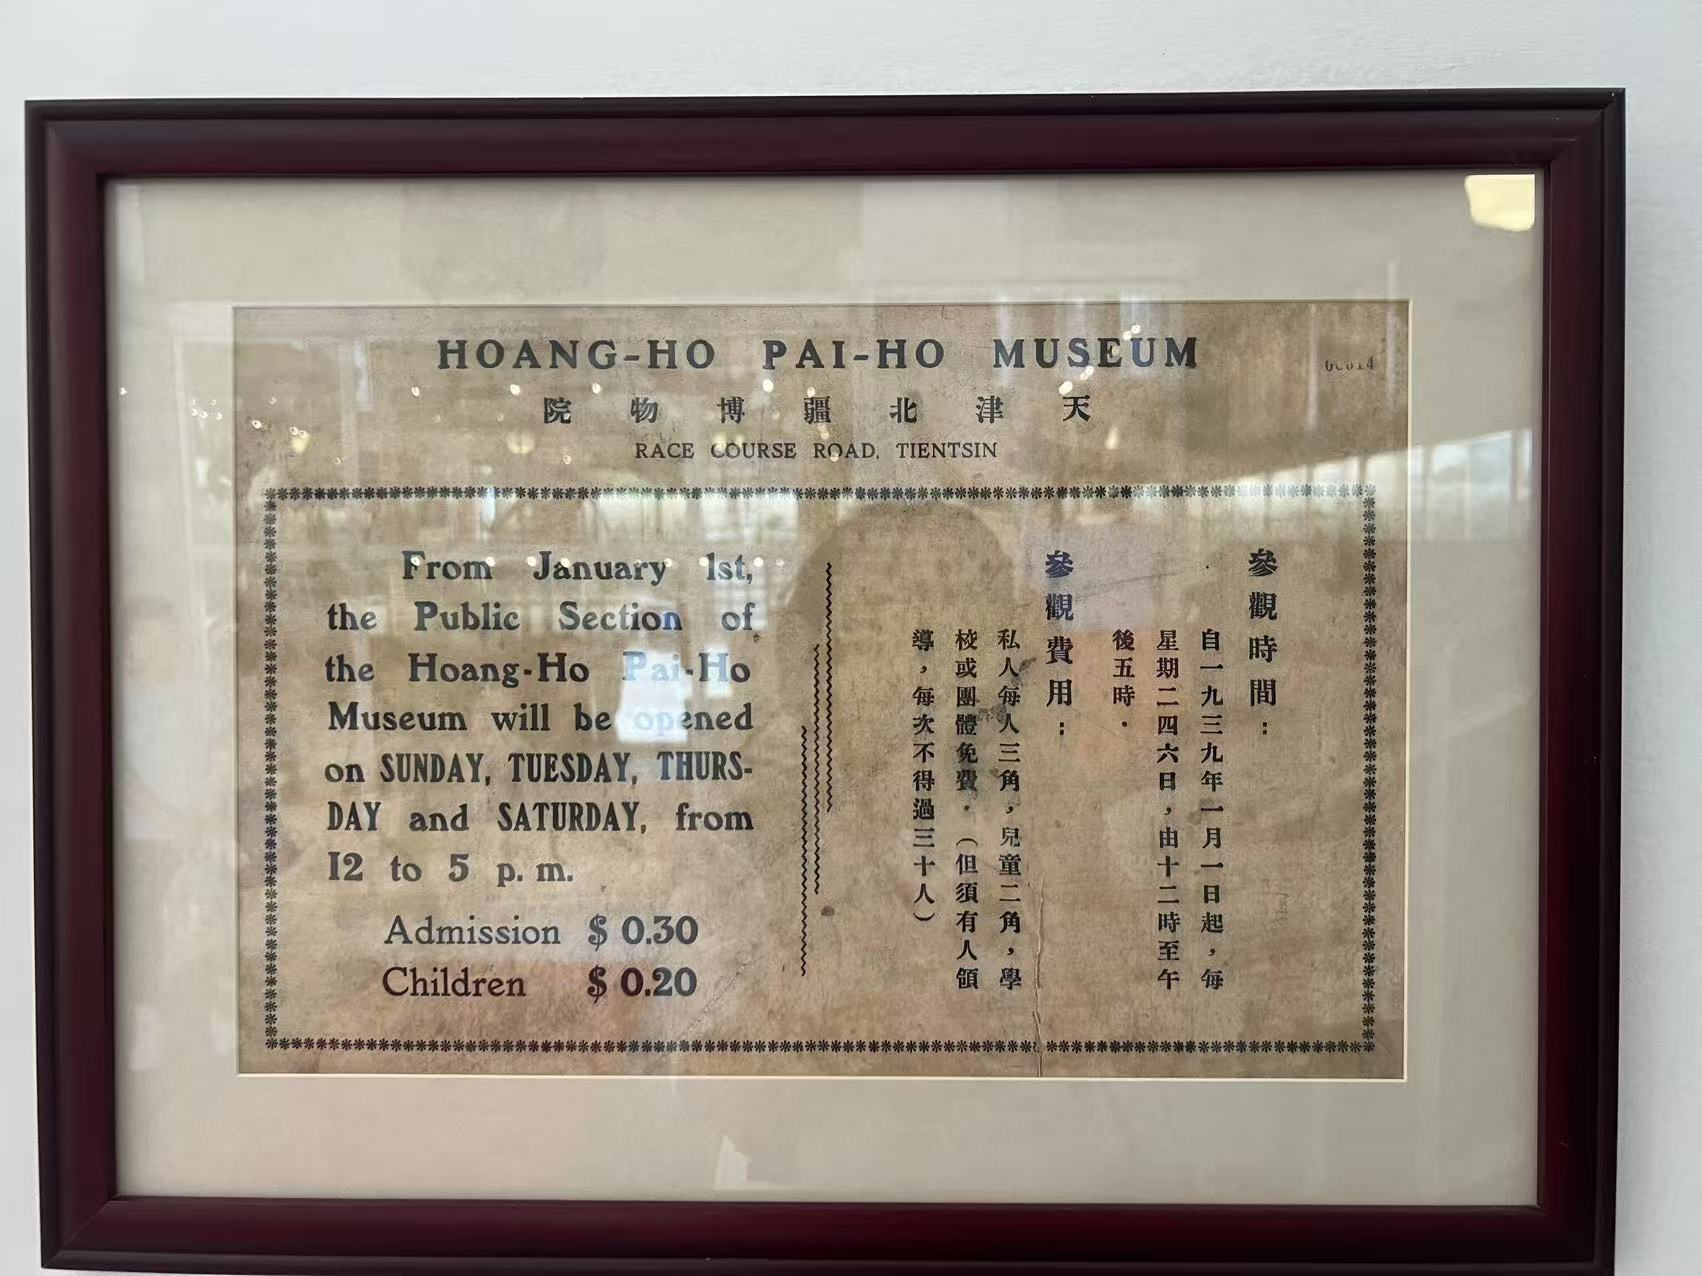 HOANG-HO PAI-HO MUSEUM
天津北疆博物院
RACE COURSE ROAD, TIENTSIN
From January 1st,
the Public Section of
the Hoang-Ho Pai-Ho
Museum will be opened
on SUNDAY, TUESDAY, THURS-
DAY and SATURDAY, from
12 to 5 p. m.
Admission $ 0.30
Children $ 0.20
參觀時間：
自一九三九年一月一日起，每
星期二四六日，由十二時至午
後五時．
參觀費用：
私人每人三角，兒童二角，學
校或團體免費．（但須有人領
導，每次不得過三十人）